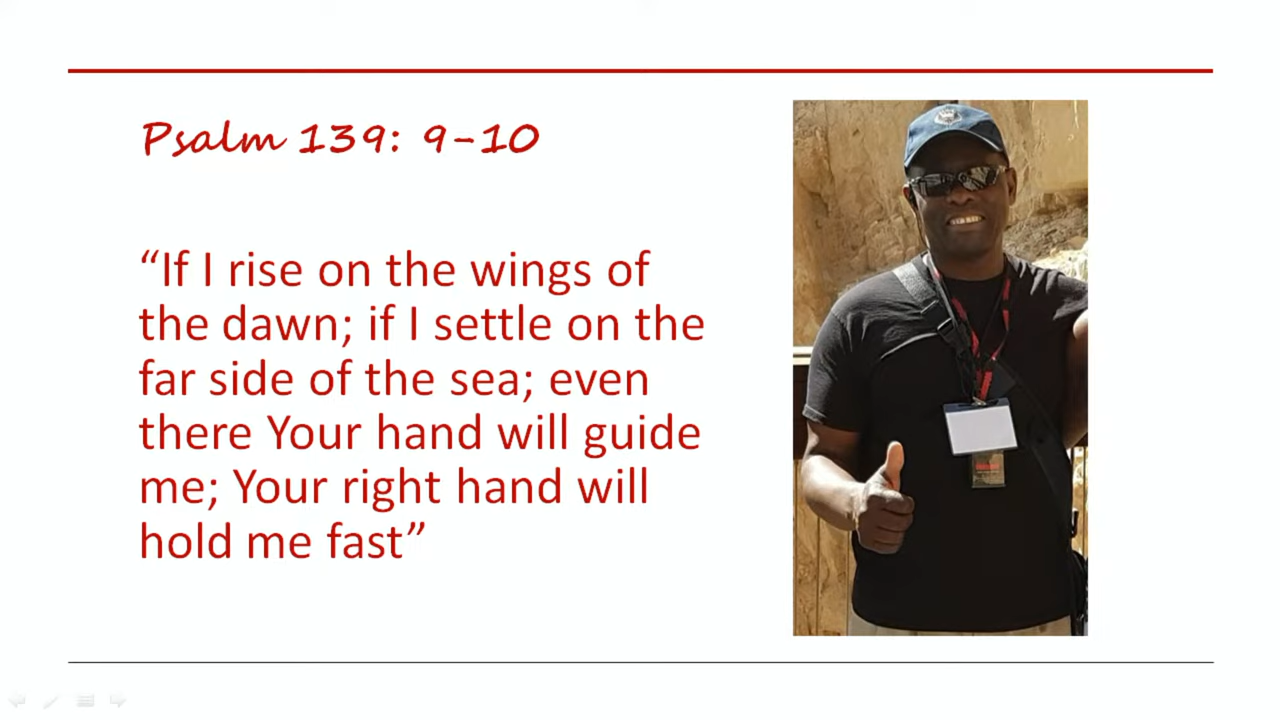 Psalm 139: 9-10
“If I rise on the wings of
the dawn; if I settle on the
far side of the sea; even
there Your hand will guide
me; Your right hand will
hold me fast”